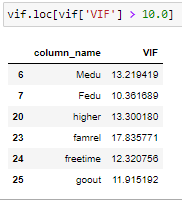 vif.loc[vif['VIF'] > 10.0]
column_name VIF
6 Medu 13.219419
7 Fedu 10.361689
20 higher 13.300180
23 famrel 17.835771
24 freetime 12.320756
25 goout 11.915192